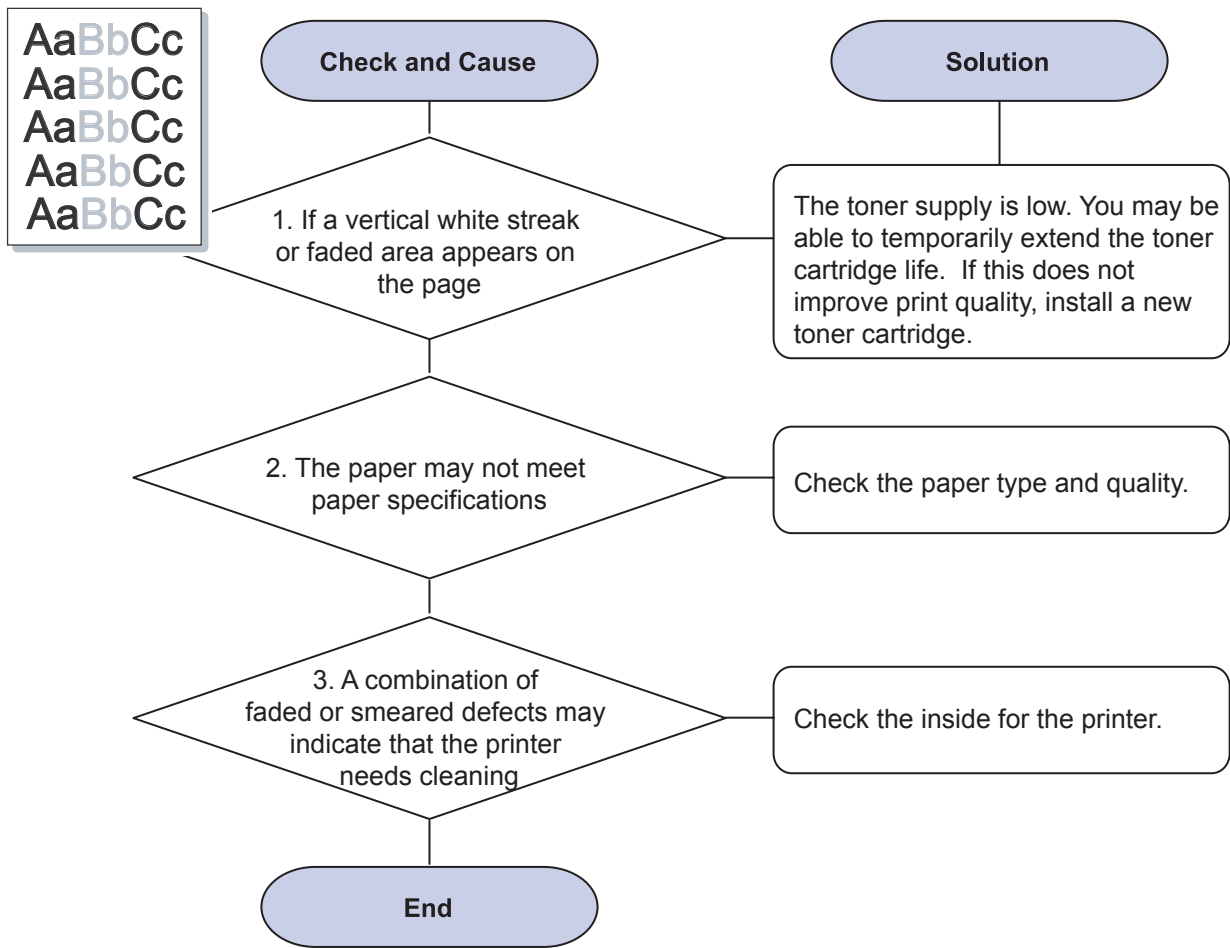 AaBbCc
AaBbCc
AaBbCc
AaBbCc
AaBbCc
Check and Cause
Solution
1. If a vertical white streak
or faded area appears on
the page
The toner supply is low. You may be
able to temporarily extend the toner
cartridge life.  If this does not
improve print quality, install a new
toner cartridge.
2. The paper may not meet
paper specifications
Check the paper type and quality.
3. A combination of
faded or smeared defects may
indicate that the printer
needs cleaning
Check the inside for the printer.
End